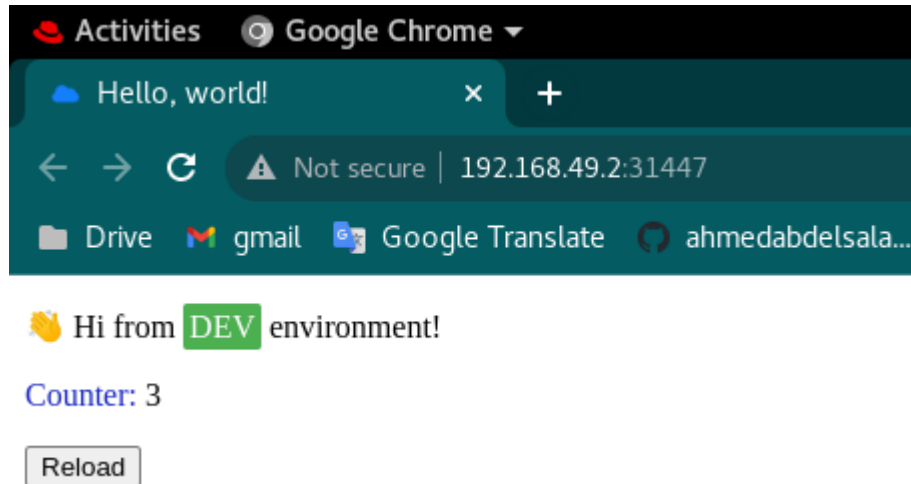 Activities Google Chrome
Hello, world!
Not secure | 192.168.49.2:31447
Drive gmail Google Translate ahmedabdelsala...
👋 Hi from DEV environment!
Counter: 3
Reload